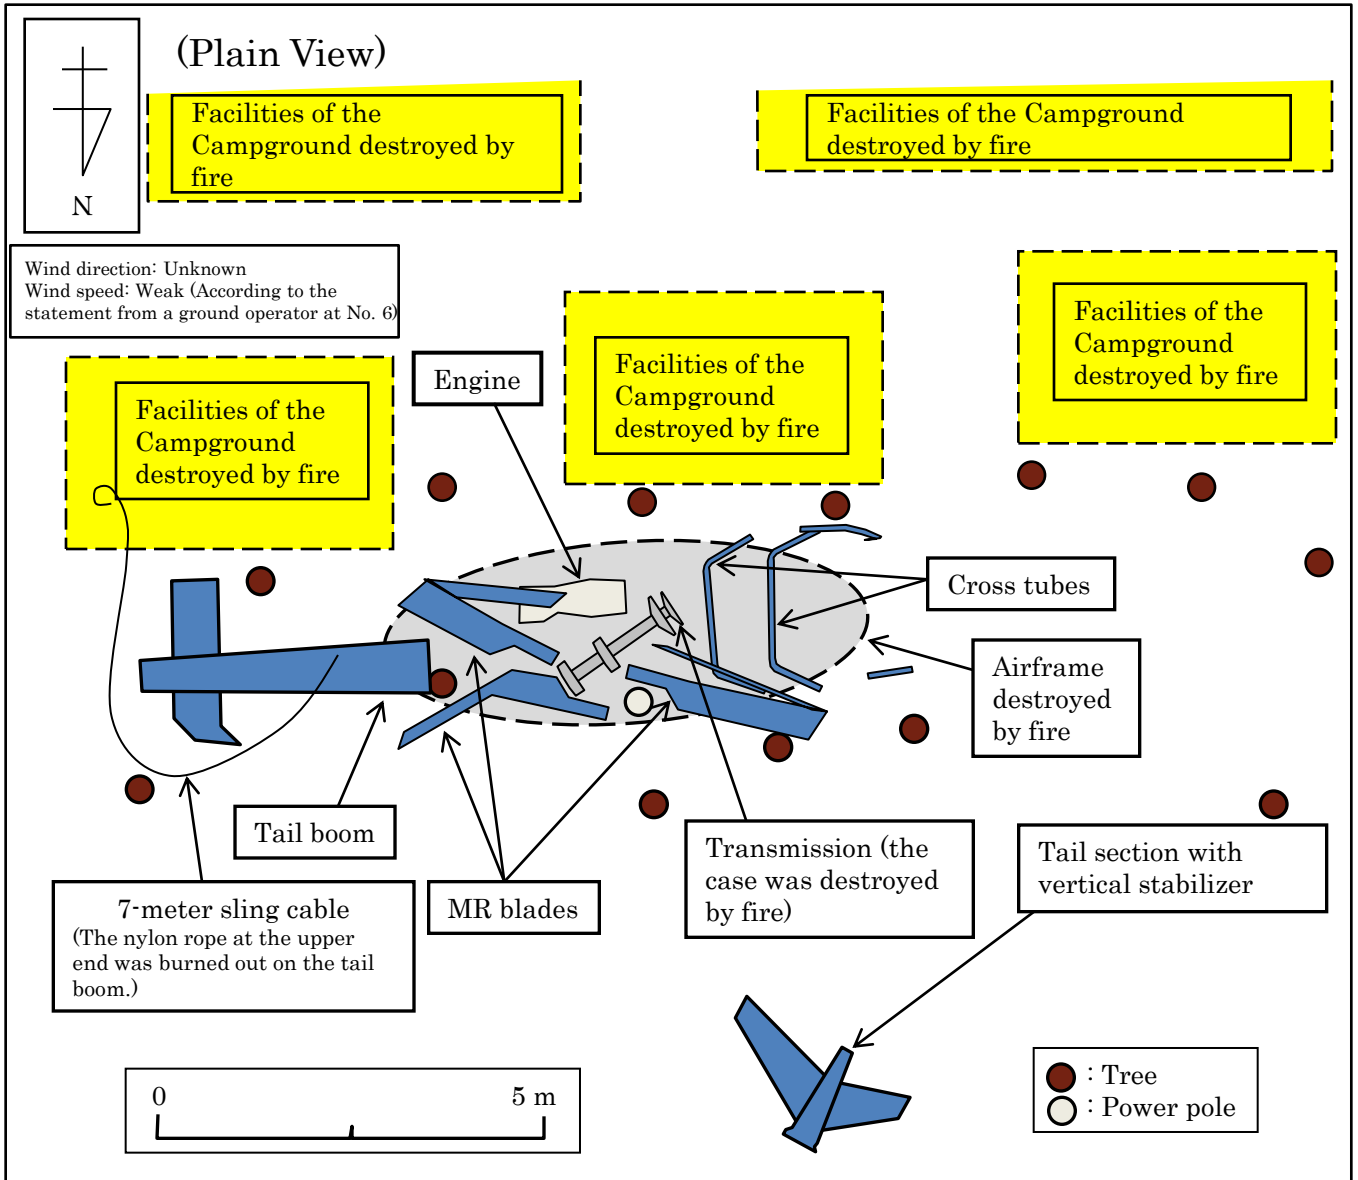 (Plain View)
N
Facilities of the
Campground destroyed by
fire
Facilities of the Campground
destroyed by fire
Wind direction: Unknown
Wind speed: Weak (According to the
statement from a ground operator at No. 6)
Facilities of the
Campground
destroyed by fire
Facilities of the
Campground
destroyed by fire
Engine
Facilities of the
Campground
destroyed by fire
Cross tubes
Airframe
destroyed
by fire
Tail boom
Transmission (the
case was destroyed
by fire)
Tail section with
vertical stabilizer
7-meter sling cable
(The nylon rope at the upper
end was burned out on the tail
boom.)
MR blades
0
5 m
: Tree
: Power pole